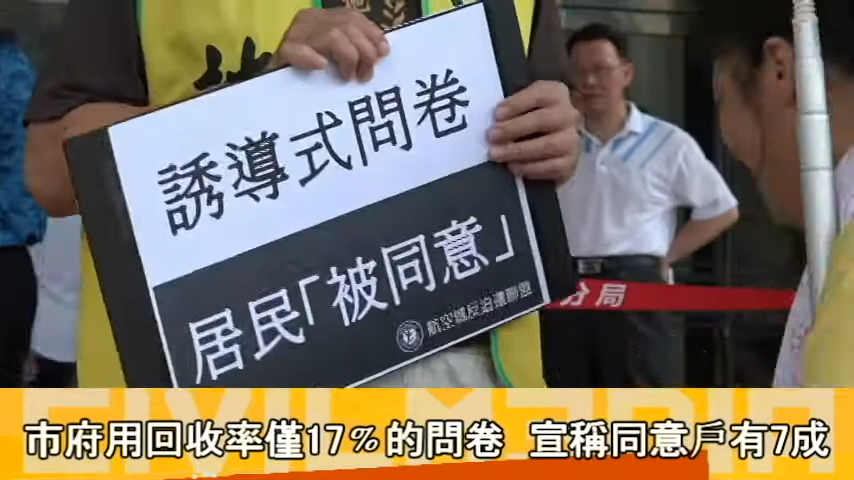 誘導式問卷
居民「被同意」
航空城反迫遷聯盟
分局
市府用回收率僅17%的問卷 宣稱同意戶有7成
CIVILMEDIA